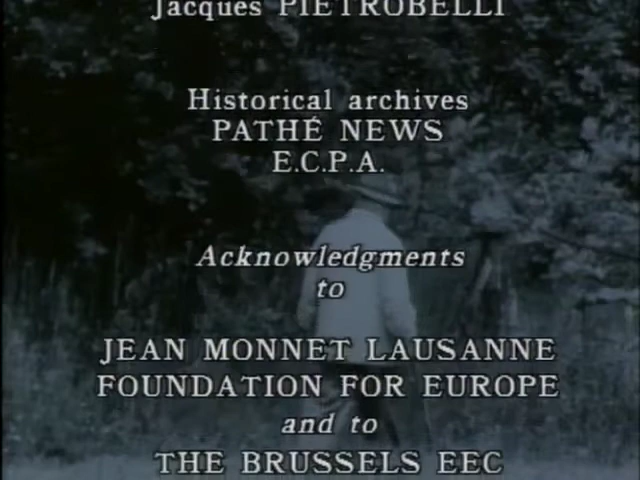 Jacques PIETROBELLI
Historical archives
PATHÉ NEWS
E.C.P.A.
Acknowledgments
to
JEAN MONNET LAUSANNE
FOUNDATION FOR EUROPE
and to
THE BRUSSELS EEC